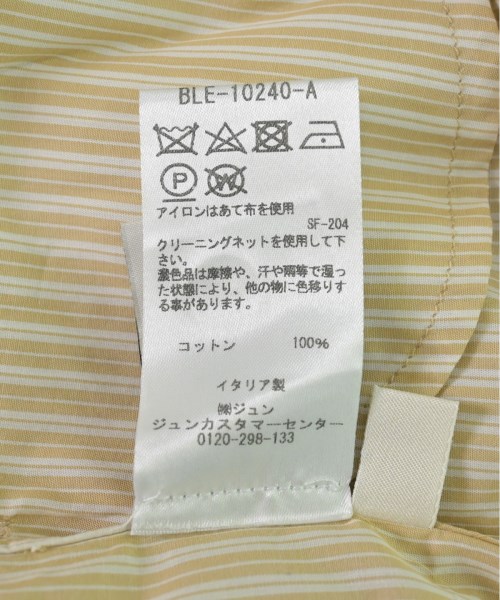 BLE-10240-A
P W
アイロンはあて布を使用
SF-204
クリーニングネットを使用して下
さい。
濃色品は摩擦や、汗や雨等で湿っ
た状態により、他の物に色移りす
る事があります。
コットン 100%
イタリア製
㈱ジュン
ジュンカスタマーセンター
0120-298-133